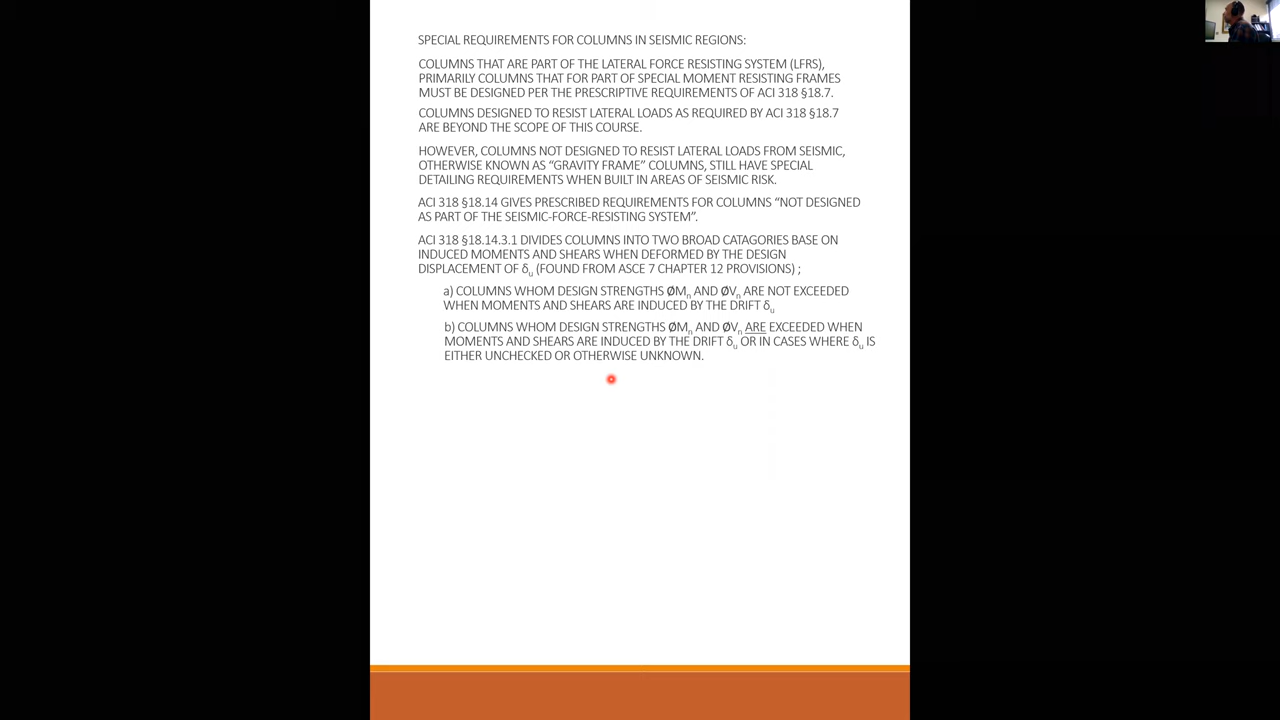 SPECIAL REQUIREMENTS FOR COLUMNS IN SEISMIC REGIONS:
COLUMNS THAT ARE PART OF THE LATERAL FORCE RESISTING SYSTEM (LFRS),
PRIMARILY COLUMNS THAT FOR PART OF SPECIAL MOMENT RESISTING FRAMES
MUST BE DESIGNED PER THE PRESCRIPTIVE REQUIREMENTS OF ACI 318 §18.7.
COLUMNS DESIGNED TO RESIST LATERAL LOADS AS REQUIRED BY ACI 318 §18.7
ARE BEYOND THE SCOPE OF THIS COURSE.
HOWEVER, COLUMNS NOT DESIGNED TO RESIST LATERAL LOADS FROM SEISMIC,
OTHERWISE KNOWN AS “GRAVITY FRAME” COLUMNS, STILL HAVE SPECIAL
DETAILING REQUIREMENTS WHEN BUILT IN AREAS OF SEISMIC RISK.
ACI 318 §18.14 GIVES PRESCRIBED REQUIREMENTS FOR COLUMNS “NOT DESIGNED
AS PART OF THE SEISMIC-FORCE-RESISTING SYSTEM”.
ACI 318 §18.14.3.1 DIVIDES COLUMNS INTO TWO BROAD CATAGORIES BASE ON
INDUCED MOMENTS AND SHEARS WHEN DEFORMED BY THE DESIGN
DISPLACEMENT OF δu (FOUND FROM ASCE 7 CHAPTER 12 PROVISIONS) ;
a) COLUMNS WHOM DESIGN STRENGTHS ØMn AND ØVn ARE NOT EXCEEDED
WHEN MOMENTS AND SHEARS ARE INDUCED BY THE DRIFT δu
b) COLUMNS WHOM DESIGN STRENGTHS ØMn AND ØVn ARE EXCEEDED WHEN
MOMENTS AND SHEARS ARE INDUCED BY THE DRIFT δu OR IN CASES WHERE δu IS
EITHER UNCHECKED OR OTHERWISE UNKNOWN.